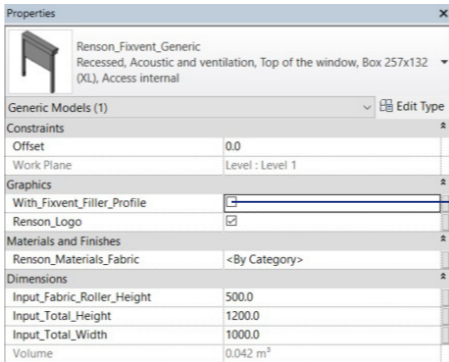 Properties
Renson_Fixvent_Generic
Recessed, Acoustic and ventilation, Top of the window, Box 257x132
(XL), Access internal
Generic Models (1) Edit Type
Constraints
Offset 0.0
Work Plane Level : Level 1
Graphics
With_Fixvent_Filler_Profile
Renson_Logo
Materials and Finishes
Renson_Materials_Fabric <By Category>
Dimensions
Input_Fabric_Roller_Height 500.0
Input_Total_Height 1200.0
Input_Total_Width 1000.0
Volume 0.042 m³